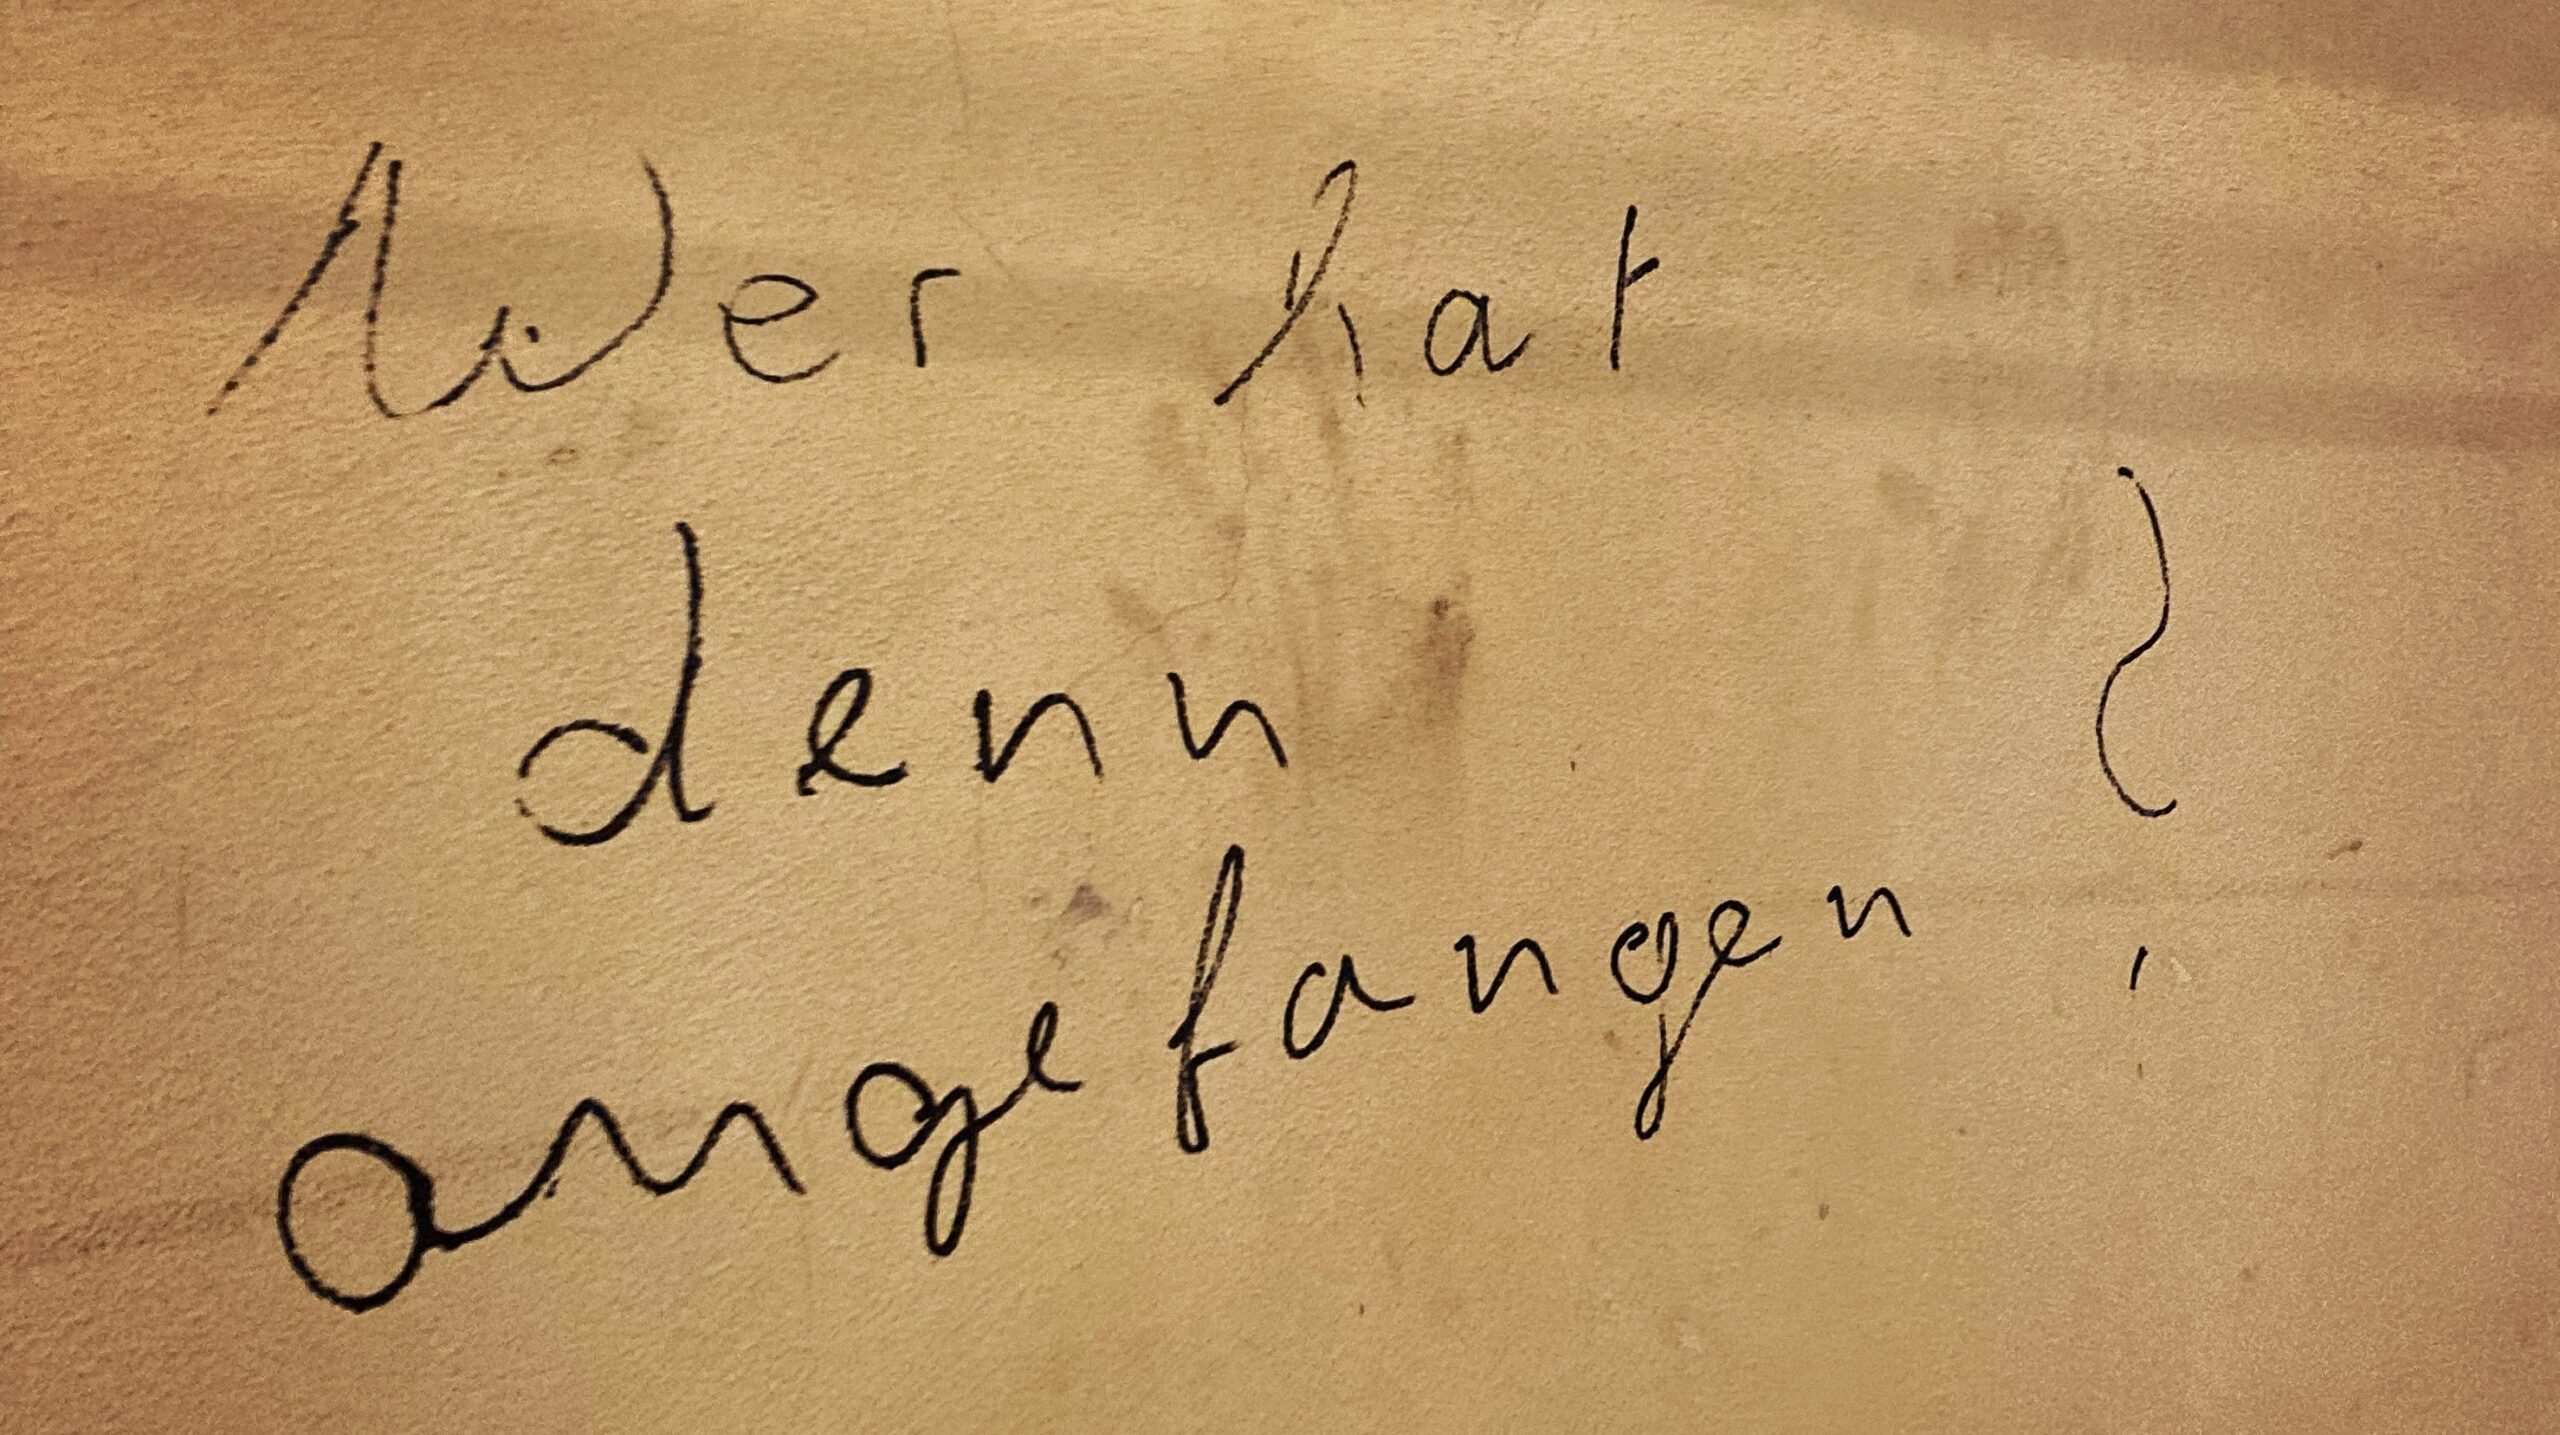 Wer hat
denn
angefangen ?